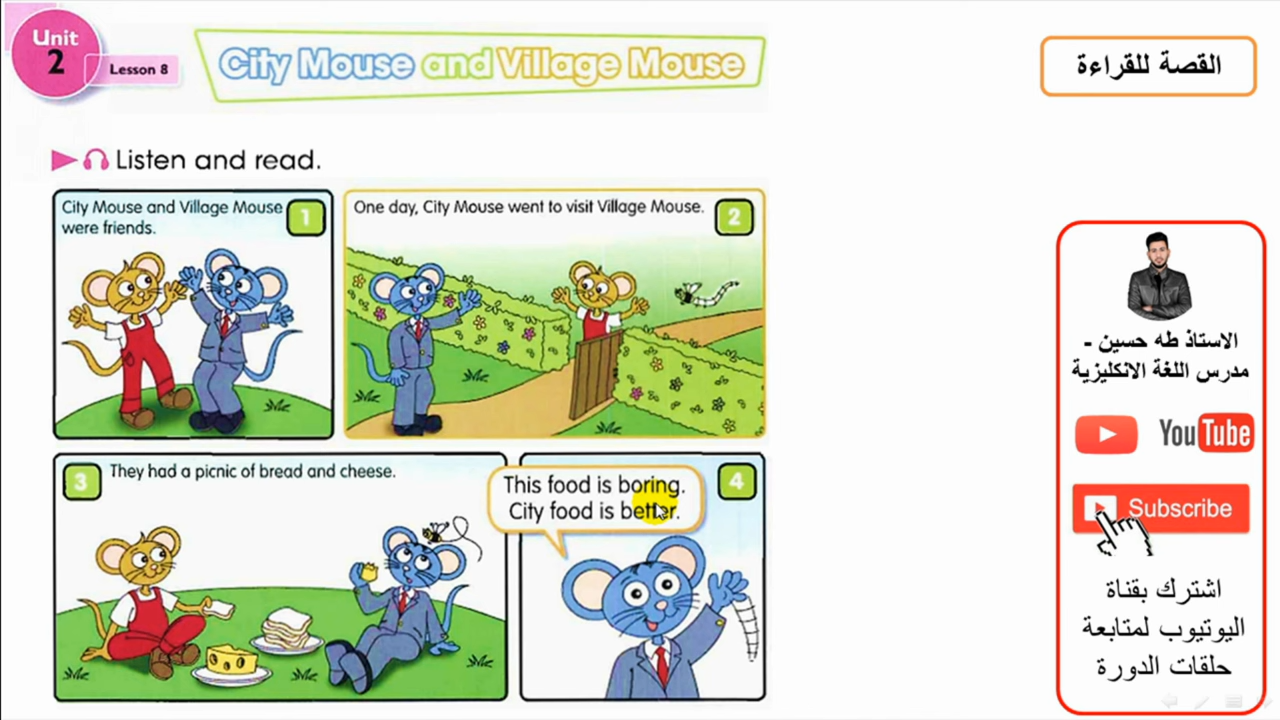 Unit
2
Lesson 8
City Mouse and Village Mouse
القصة للقراءة
Listen and read.
City Mouse and Village Mouse
were friends.
1
One day, City Mouse went to visit Village Mouse.
2
3
They had a picnic of bread and cheese.
This food is boring.
City food is better.
4
الاستاذ طه حسين -
مدرس اللغة الانكليزية
YouTube
Subscribe
اشترك بقناة
اليوتيوب لمتابعة
حلقات الدورة